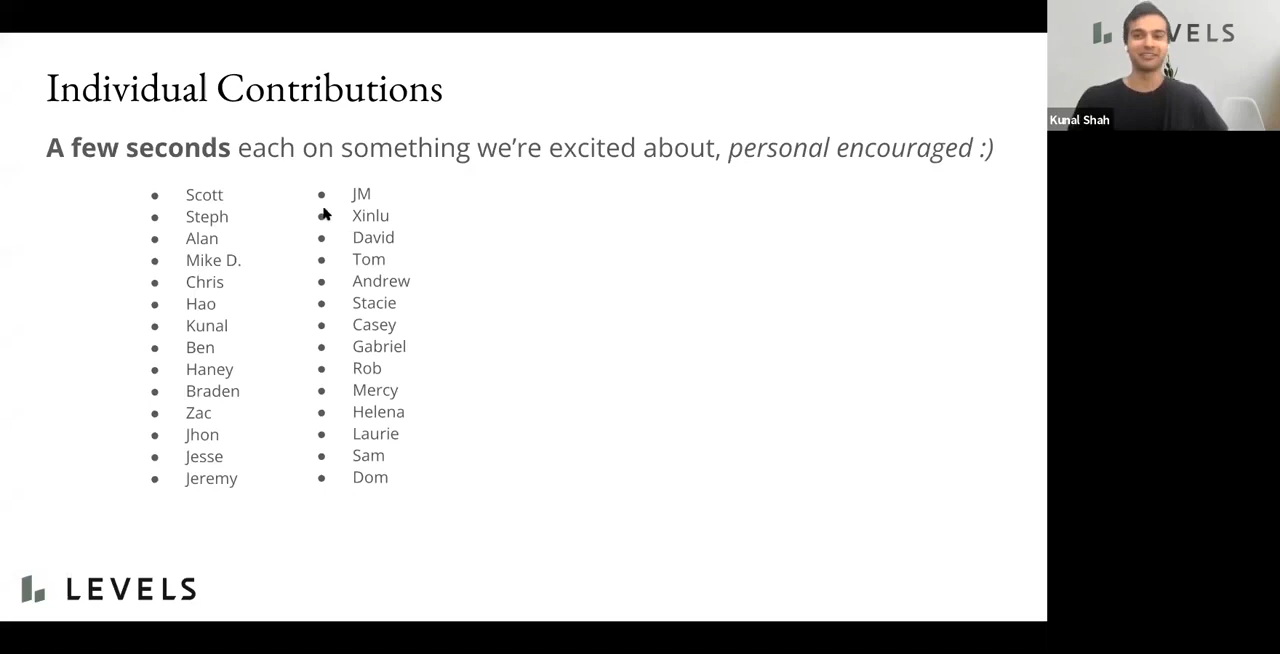 Individual Contributions
A few seconds each on something we're excited about, personal encouraged :)
Scott
Steph
Alan
Mike D.
Chris
Hao
Kunal
Ben
Haney
Braden
Zac
Jhon
Jesse
Jeremy
JM
Xinlu
David
Tom
Andrew
Stacie
Casey
Gabriel
Rob
Mercy
Helena
Laurie
Sam
Dom
LEVELS
VELS
Kunal Shah